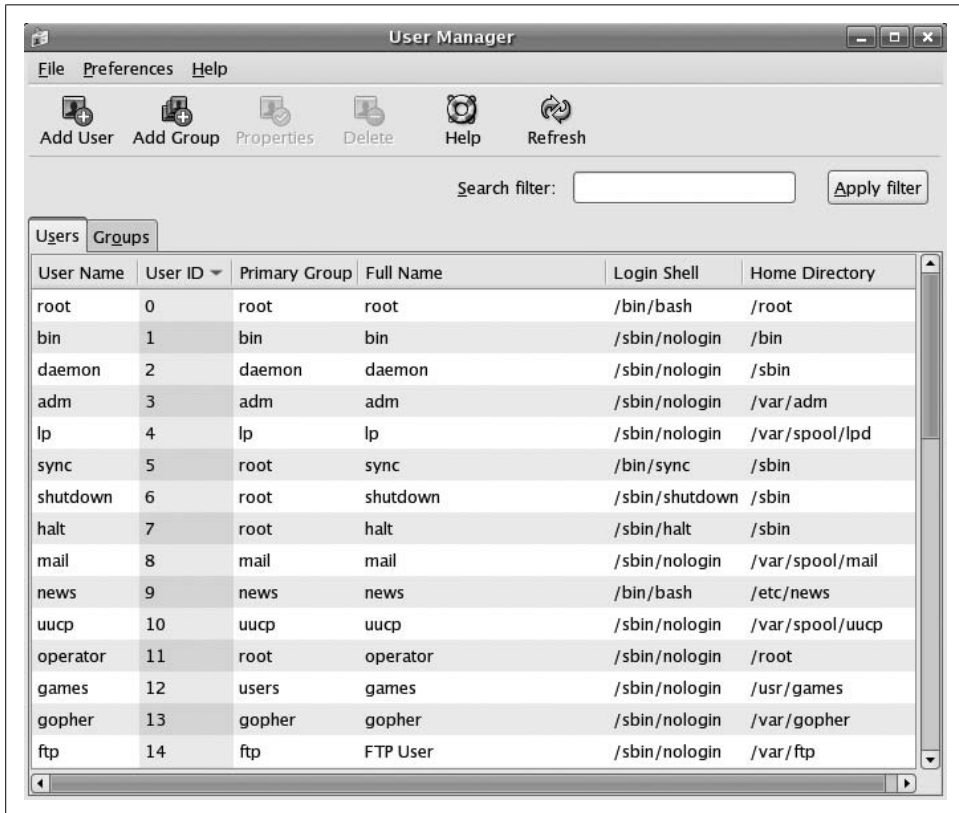 User Manager
File Preferences Help
Add User Add Group Properties Delete Help Refresh
Search filter: Apply filter
Users Groups
User Name User ID Primary Group Full Name Login Shell Home Directory
root 0 root root /bin/bash /root
bin 1 bin bin /sbin/nologin /bin
daemon 2 daemon daemon /sbin/nologin /sbin
adm 3 adm adm /sbin/nologin /var/adm
lp 4 lp lp /sbin/nologin /var/spool/lpd
sync 5 root sync /bin/sync /sbin
shutdown 6 root shutdown /sbin/shutdown /sbin
halt 7 root halt /sbin/halt /sbin
mail 8 mail mail /sbin/nologin /var/spool/mail
news 9 news news /bin/bash /etc/news
uucp 10 uucp uucp /sbin/nologin /var/spool/uucp
operator 11 root operator /sbin/nologin /root
games 12 users games /sbin/nologin /usr/games
gopher 13 gopher gopher /sbin/nologin /var/gopher
ftp 14 ftp FTP User /sbin/nologin /var/ftp